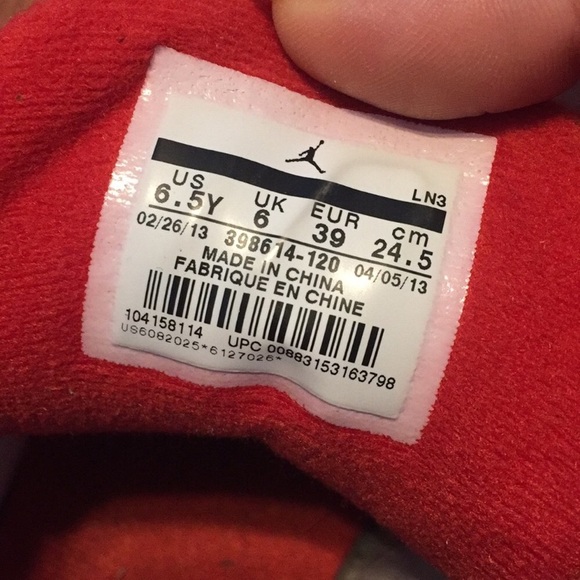 LN3
US UK EUR cm
6.5Y 6 39 24.5
02/26/13 398614-120 04/05/13
MADE IN CHINA
FABRIQUE EN CHINE
104158114 UPC 00883153163798
US6082025*6127026*